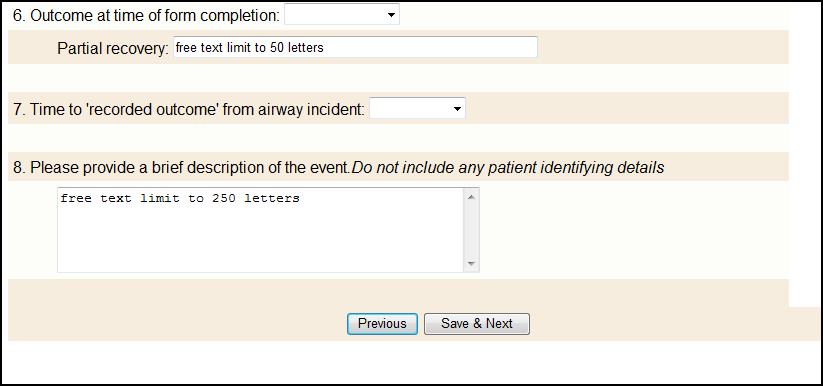 6. Outcome at time of form completion:
Partial recovery: free text limit to 50 letters
7. Time to 'recorded outcome' from airway incident:
8. Please provide a brief description of the event.Do not include any patient identifying details
free text limit to 250 letters
Previous Save & Next